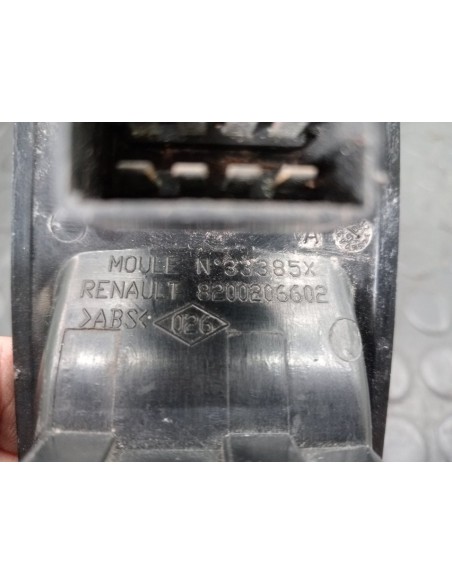 A
MOULE N°33385X
RENAULT 8200206602
>ABS< 026